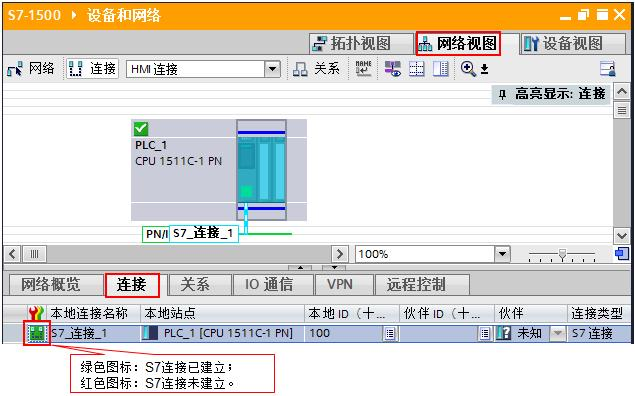 S7-1500 ▸ 设备和网络
拓扑视图 网络视图 设备视图
网络 连接 HMI 连接 关系 NAME
高亮显示: 连接
PLC_1
CPU 1511C-1 PN
PN/I S7_连接_1
100%
网络概览 连接 关系 IO 通信 VPN 远程控制
本地连接名称 本地站点 本地 ID（十... 伙伴 ID（十... 伙伴 连接类型
S7_连接_1 PLC_1 [CPU 1511C-1 PN] 100 未知 S7 连接
绿色图标：S7连接已建立；
红色图标：S7连接未建立。